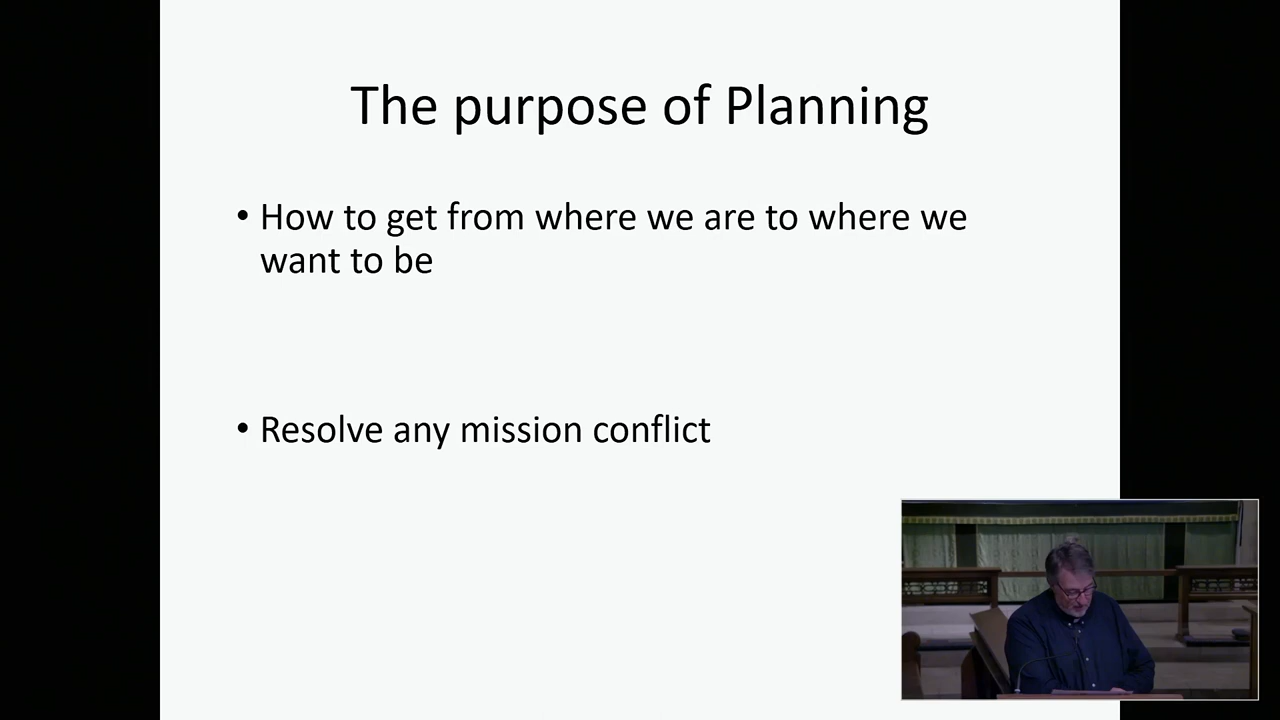 The purpose of Planning
• How to get from where we are to where we
want to be
• Resolve any mission conflict